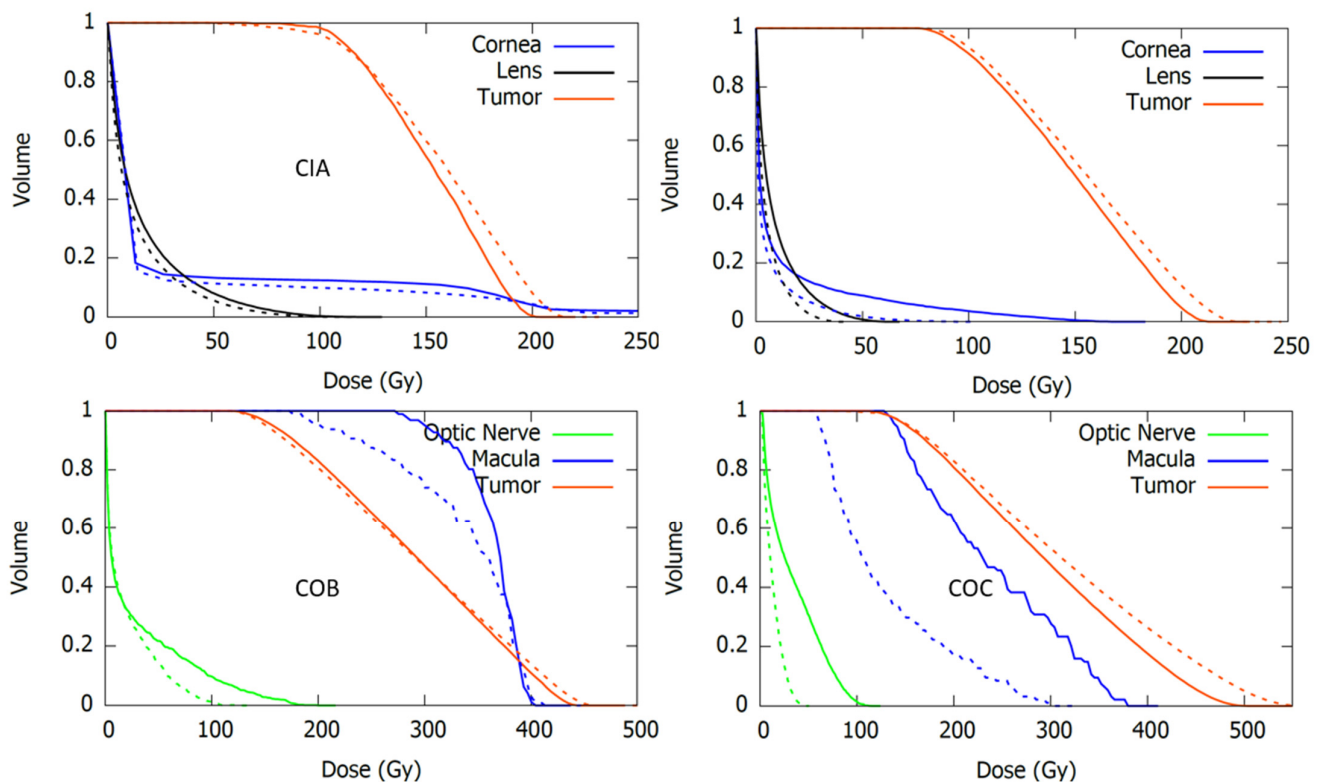 1
0.8
0.6
0.4
0.2
0
Volume
Cornea
Lens
Tumor
CIA
0 50 100 150 200 250
Dose (Gy)
1
0.8
0.6
0.4
0.2
0
Volume
Cornea
Lens
Tumor
0 50 100 150 200 250
Dose (Gy)
1
0.8
0.6
0.4
0.2
0
Volume
Optic Nerve
Macula
Tumor
COB
0 100 200 300 400 500
Dose (Gy)
1
0.8
0.6
0.4
0.2
0
Volume
Optic Nerve
Macula
Tumor
COC
0 100 200 300 400 500
Dose (Gy)